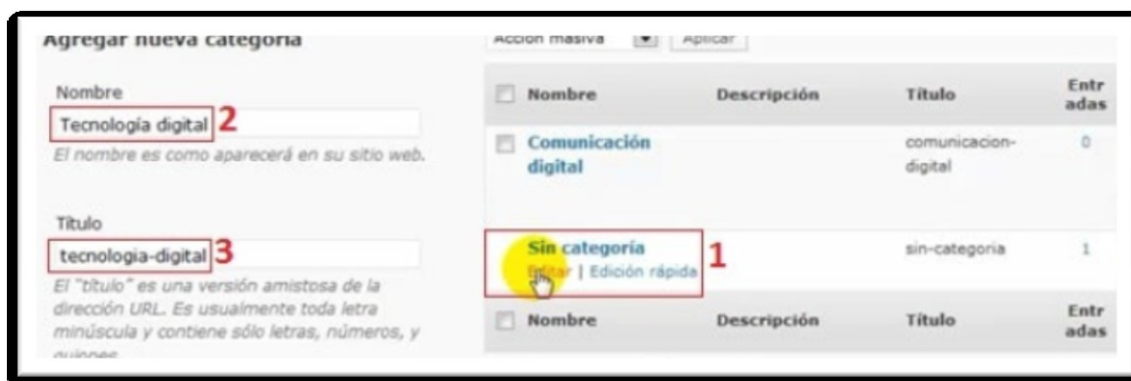 Agregar nueva categoría
Nombre
Tecnología digital 2
El nombre es como aparecerá en su sitio web.
Título
tecnologia-digital 3
El "título" es una versión amistosa de la
dirección URL. Es usualmente toda letra
minúscula y contiene sólo letras, números, y
guiones
Acción masiva Aplicar
Nombre Descripción Título Entr
adas
Comunicación comunicacion- 0
digital digital
Sin categoría sin-categoria 1
Editar | Edición rápida 1
Nombre Descripción Título Entr
adas